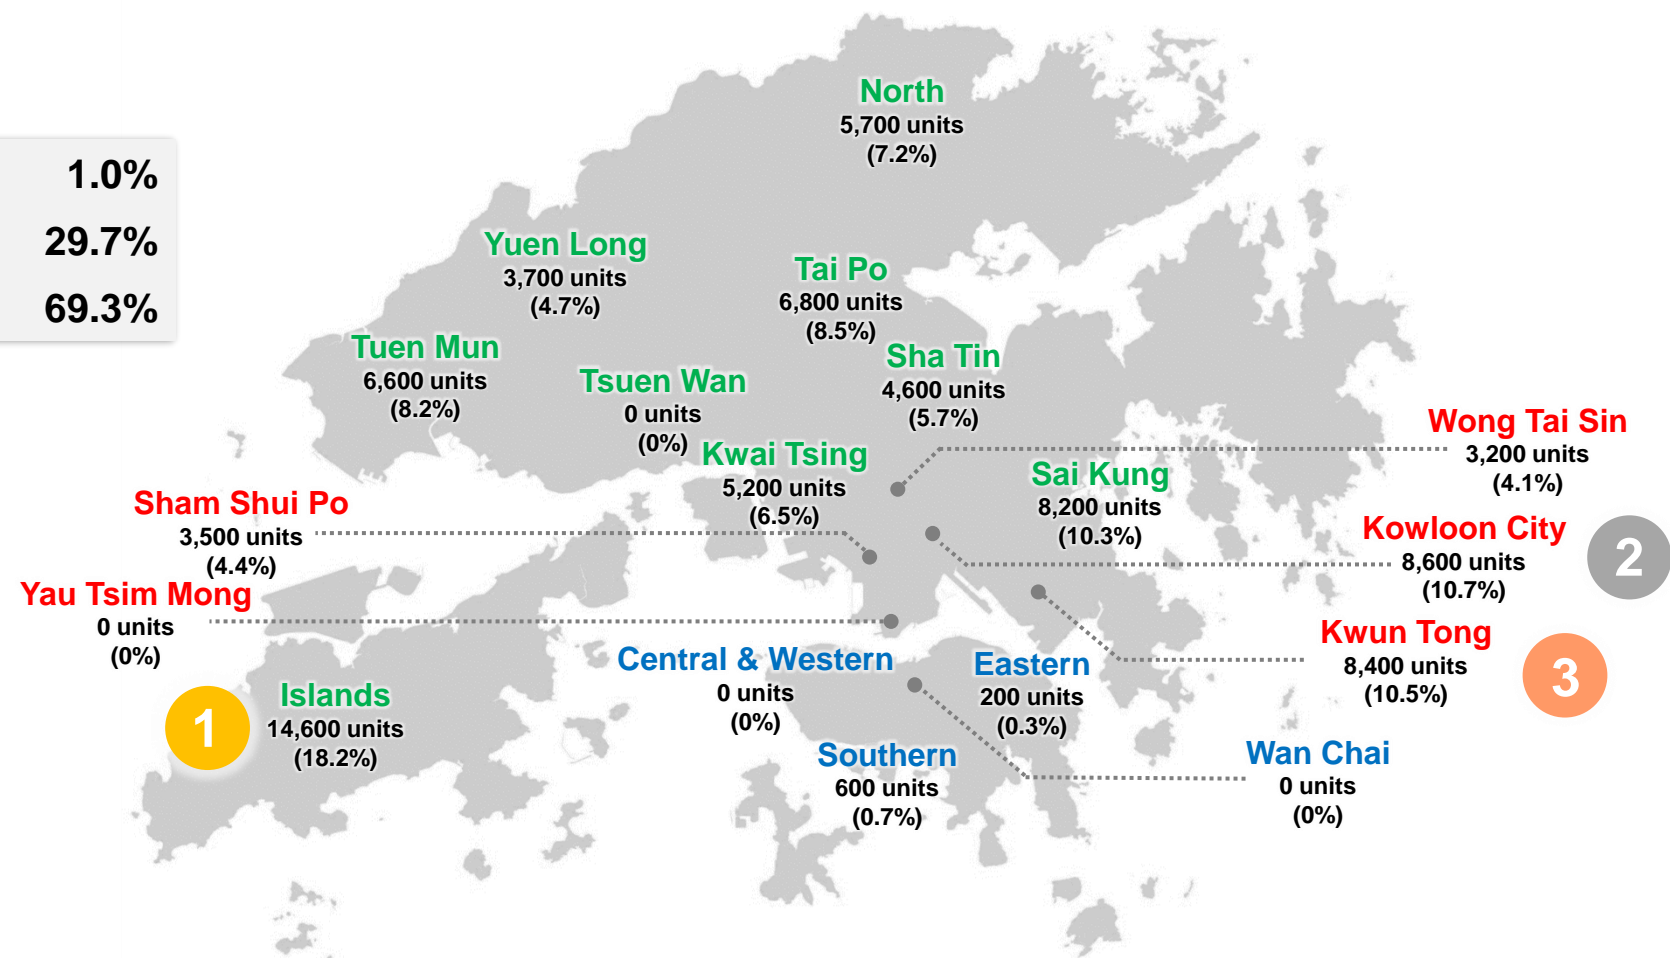 1.0%
29.7%
69.3%
North
5,700 units
(7.2%)
Yuen Long
3,700 units
(4.7%)
Tai Po
6,800 units
(8.5%)
Tuen Mun
6,600 units
(8.2%)
Tsuen Wan
0 units
(0%)
Sha Tin
4,600 units
(5.7%)
Wong Tai Sin
3,200 units
(4.1%)
Kwai Tsing
5,200 units
(6.5%)
Sai Kung
8,200 units
(10.3%)
Sham Shui Po
3,500 units
(4.4%)
Kowloon City
8,600 units
(10.7%)
2
Yau Tsim Mong
0 units
(0%)
Kwun Tong
8,400 units
(10.5%)
3
Central & Western
0 units
(0%)
Eastern
200 units
(0.3%)
1
Islands
14,600 units
(18.2%)
Southern
600 units
(0.7%)
Wan Chai
0 units
(0%)